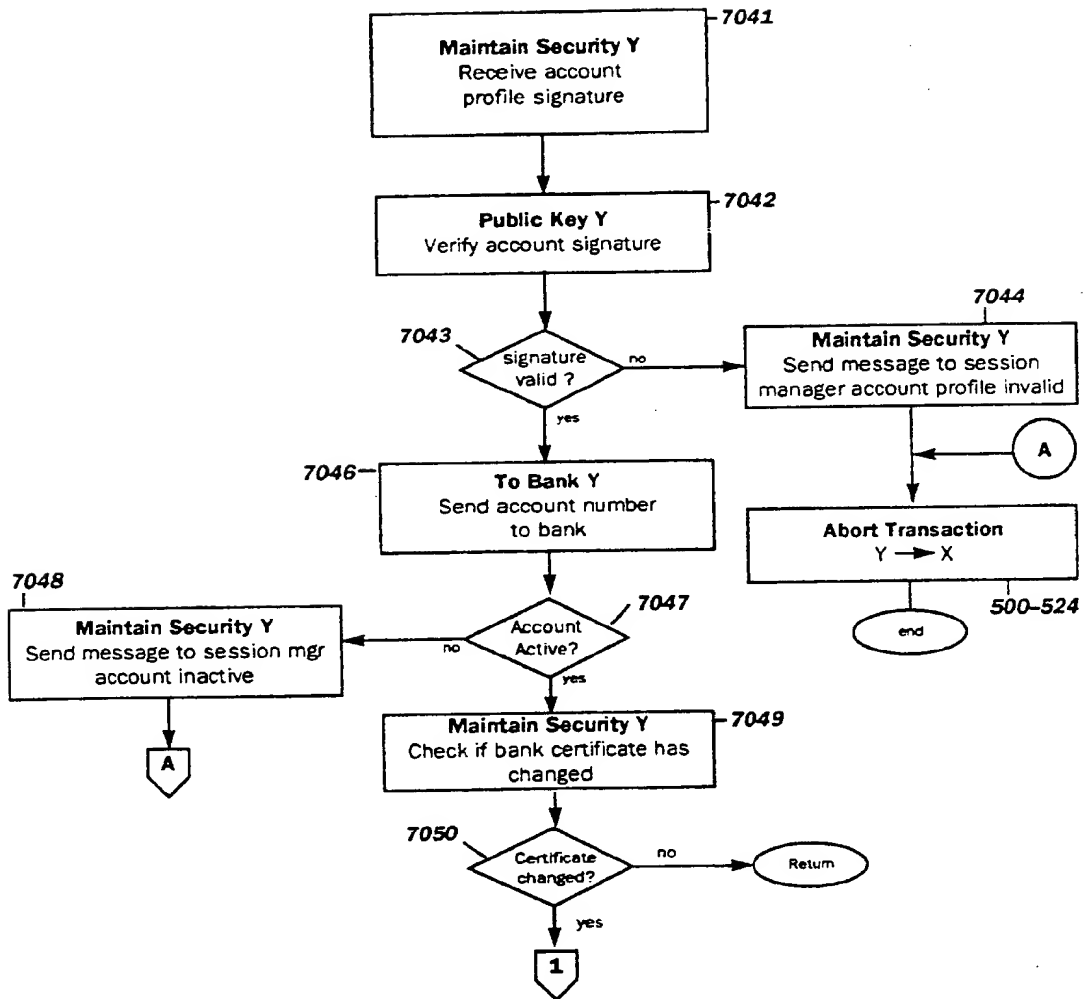 7041
Maintain Security Y
Receive account
profile signature
7042
Public Key Y
Verify account signature
7043
signature
valid ?
no
yes
7044
Maintain Security Y
Send message to session
manager account profile invalid
A
Abort Transaction
Y → X
500-524
end
7046
To Bank Y
Send account number
to bank
7047
Account
Active?
no
yes
7048
Maintain Security Y
Send message to session mgr
account inactive
A
7049
Maintain Security Y
Check if bank certificate has
changed
7050
Certificate
changed?
no
Return
yes
1